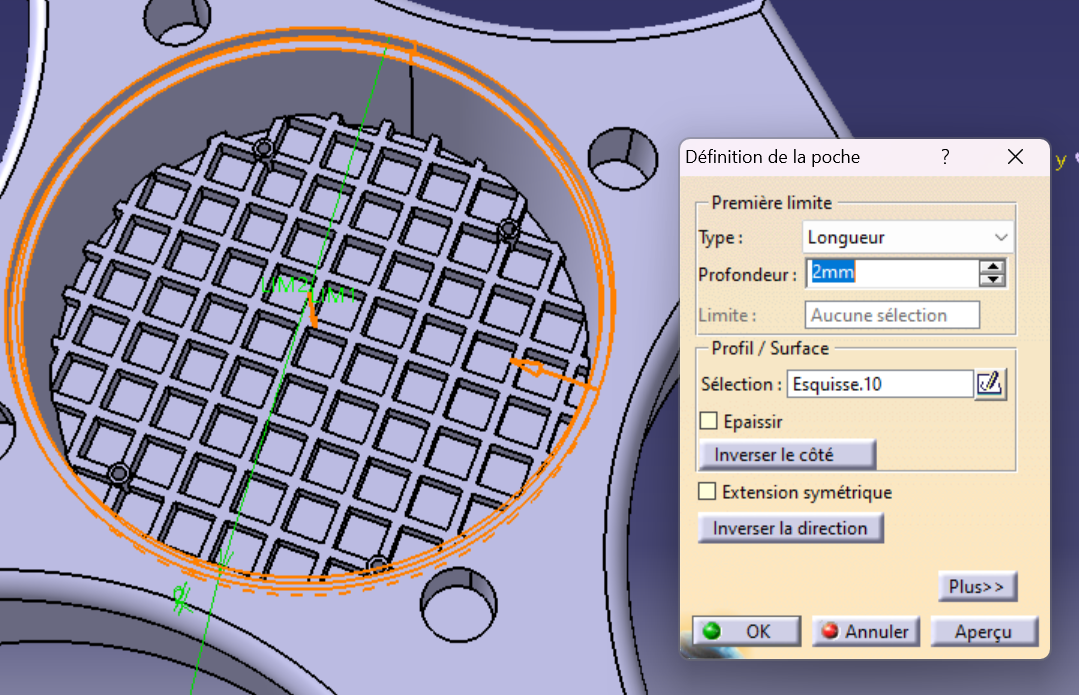 Définition de la poche ? ×
Première limite
Type : Longueur
Profondeur : 2mm
Limite : Aucune sélection
Profil / Surface
Sélection : Esquisse.10
Epaissir
Inverser le côté
Extension symétrique
Inverser la direction
Plus>>
OK Annuler Aperçu
LIM2 LIM1
y